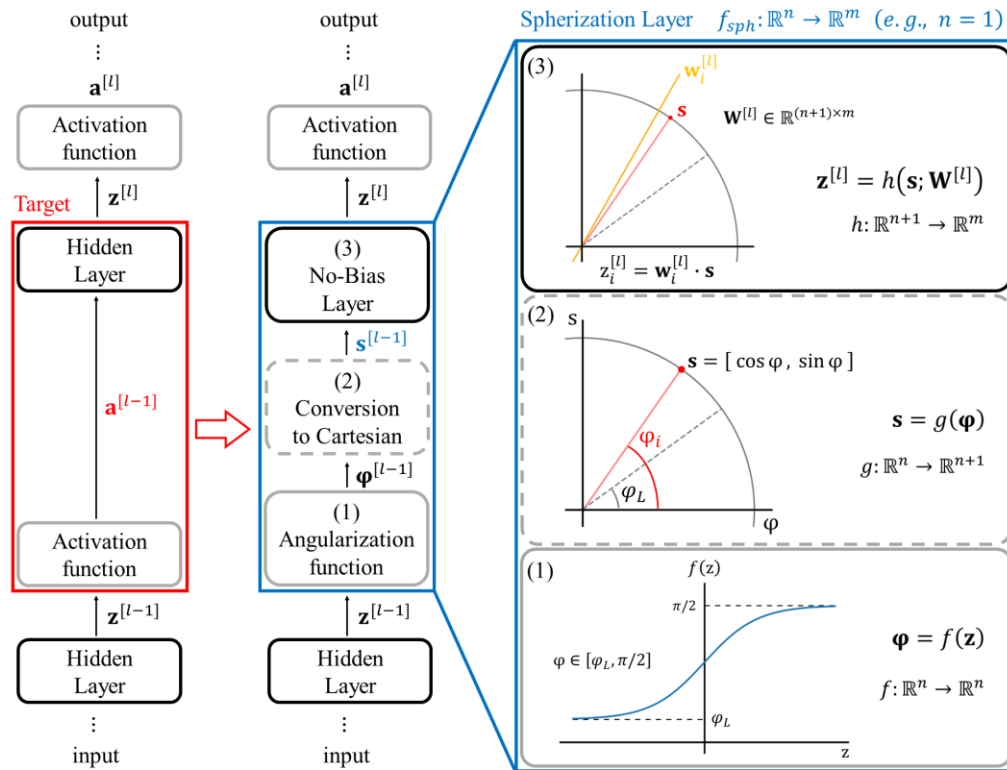 output
⋮
a^[l]
Activation
function
z^[l]
Target
Hidden
Layer
a^[l−1]
Activation
function
z^[l−1]
Hidden
Layer
⋮
input
output
⋮
a^[l]
Activation
function
z^[l]
(3)
No-Bias
Layer
s^[l−1]
(2)
Conversion
to Cartesian
φ^[l−1]
(1)
Angularization
function
z^[l−1]
Hidden
Layer
⋮
input
Spherization Layer f_sph: ℝ^n → ℝ^m (e.g., n = 1)
(3)
w_i^[l]
s
W^[l] ∈ ℝ^(n+1)×m
z^[l] = h(s; W^[l])
h: ℝ^n+1 → ℝ^m
z_i^[l] = w_i^[l] · s
(2)
s
s = [ cos φ , sin φ ]
φ_i
φ_L
φ
s = g(φ)
g: ℝ^n → ℝ^n+1
(1)
f(z)
π/2
φ ∈ [φ_L, π/2]
φ_L
z
φ = f(z)
f: ℝ^n → ℝ^n